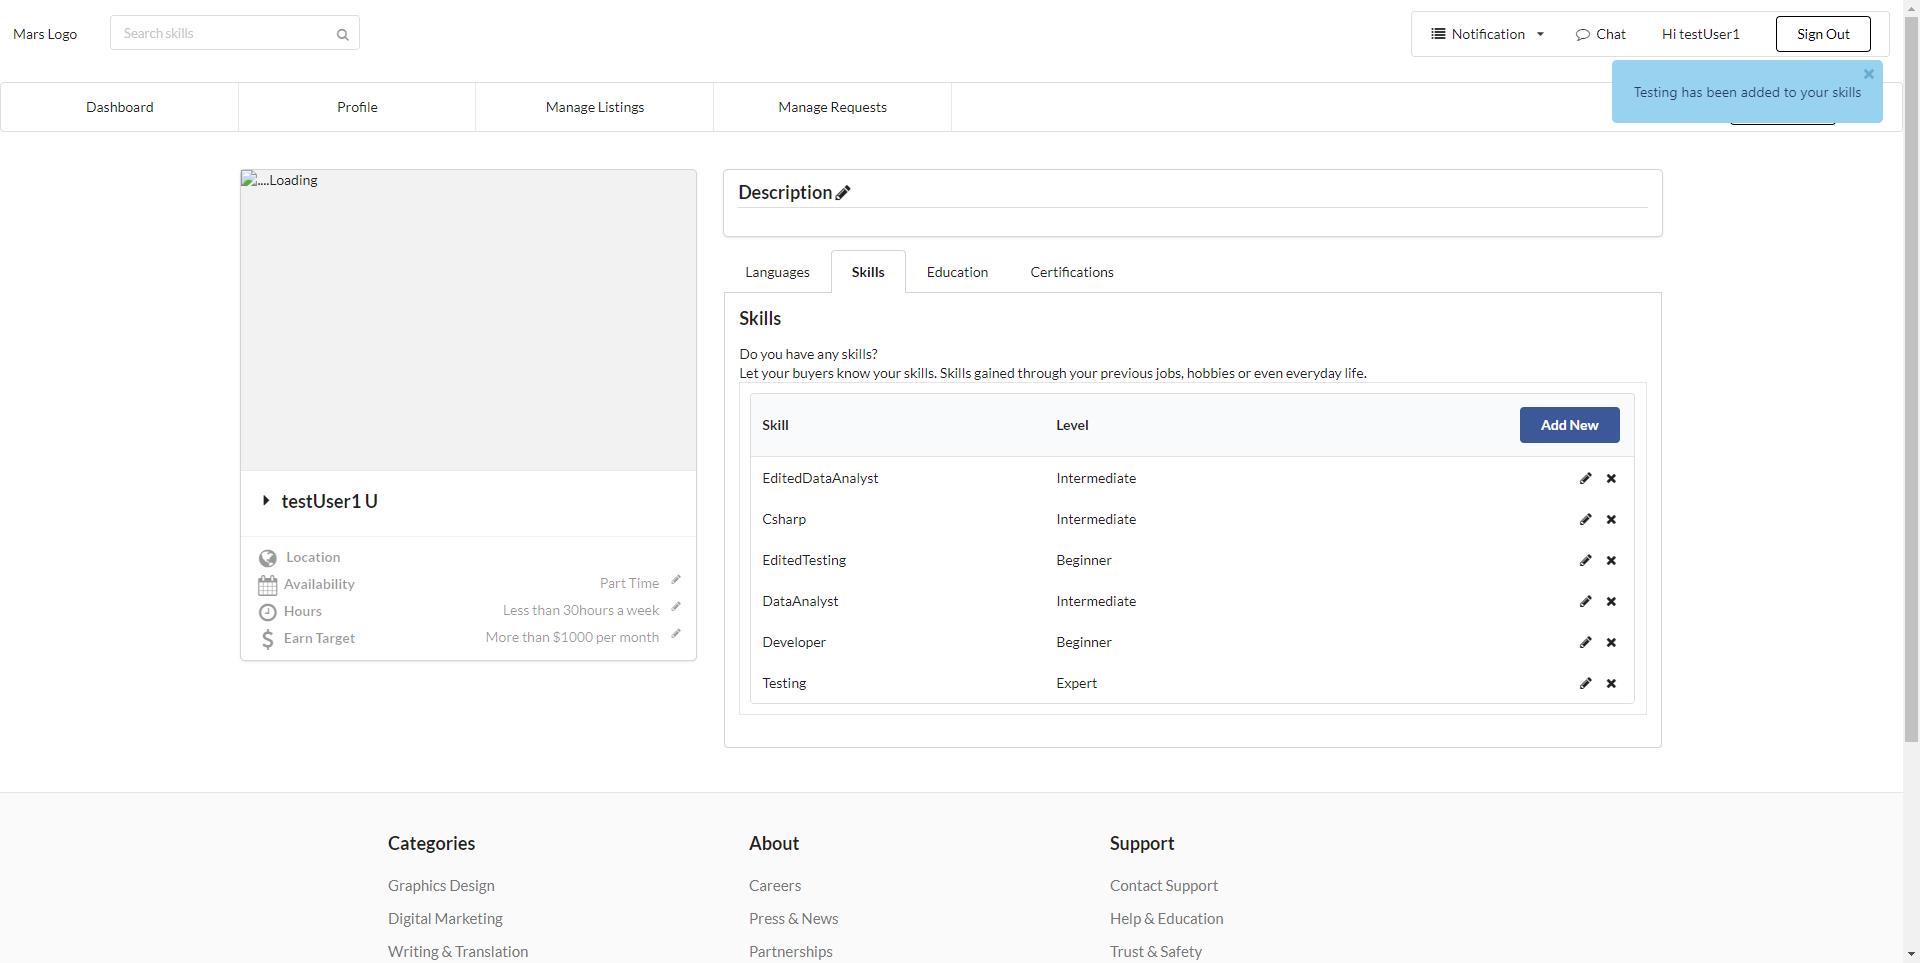 Mars Logo
Search skills
Notification
Chat
Hi testUser1
Sign Out
Testing has been added to your skills
Dashboard
Profile
Manage Listings
Manage Requests
....Loading
testUser1 U
Location
Availability
Part Time
Hours
Less than 30hours a week
Earn Target
More than $1000 per month
Description
Languages
Skills
Education
Certifications
Skills
Do you have any skills?
Let your buyers know your skills. Skills gained through your previous jobs, hobbies or even everyday life.
Skill Level Add New
EditedDataAnalyst Intermediate
Csharp Intermediate
EditedTesting Beginner
DataAnalyst Intermediate
Developer Beginner
Testing Expert
Categories
Graphics Design
Digital Marketing
Writing & Translation
About
Careers
Press & News
Partnerships
Support
Contact Support
Help & Education
Trust & Safety